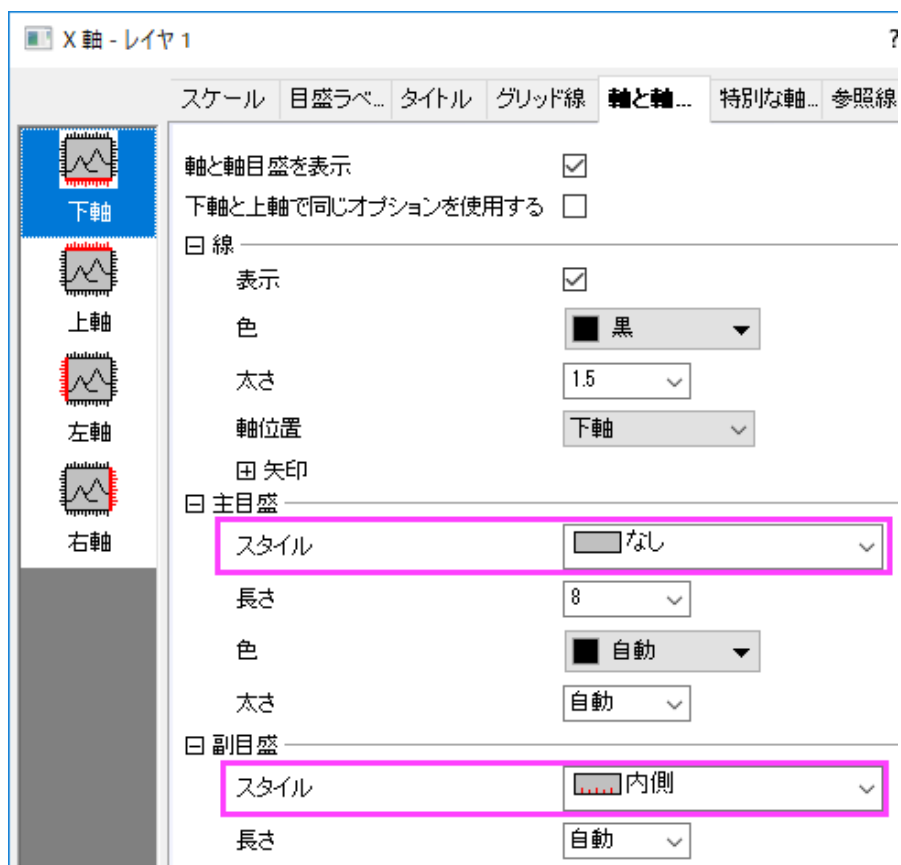 X 軸 - レイヤ 1
?
スケール
目盛ラベ...
タイトル
グリッド線
軸と軸...
特別な軸...
参照線
下軸
上軸
左軸
右軸
軸と軸目盛を表示
下軸と上軸で同じオプションを使用する
線
表示
色 黒
太さ 1.5
軸位置 下軸
矢印
主目盛
スタイル なし
長さ 8
色 自動
太さ 自動
副目盛
スタイル 内側
長さ 自動